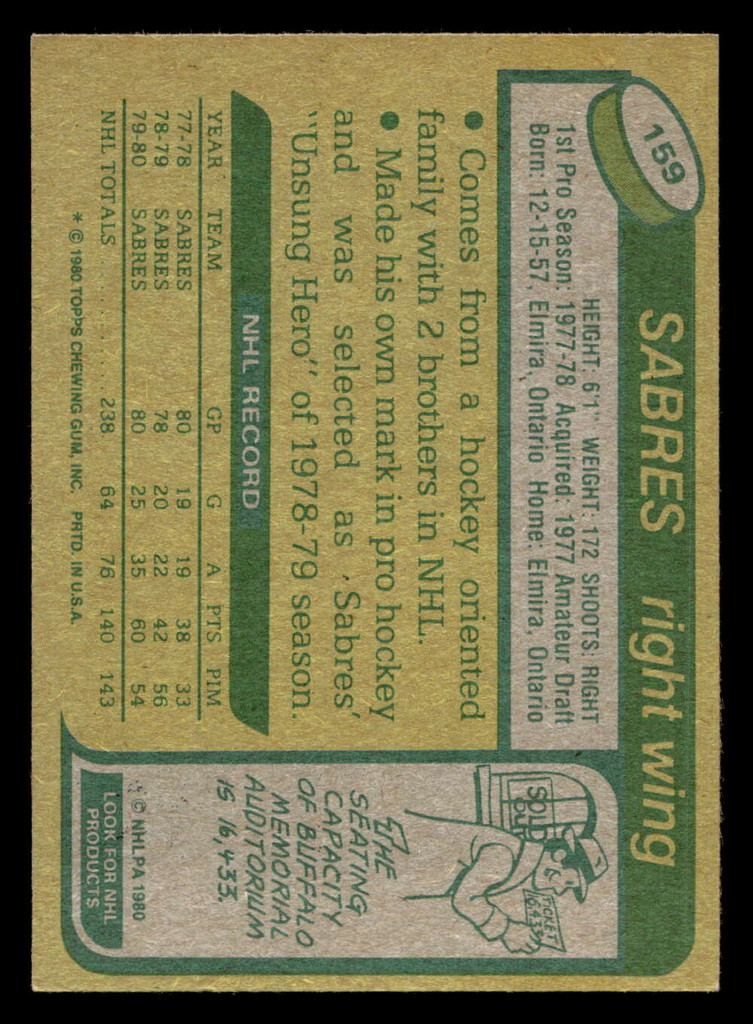 159
SABRES right wing
HEIGHT: 6'1" WEIGHT: 172 SHOOTS: RIGHT
1st Pro Season: 1977-78 Acquired: 1977 Amateur Draft
Born: 12-15-57, Elmira, Ontario Home: Elmira, Ontario
● Comes from a hockey oriented
family with 2 brothers in NHL.
● Made his own mark in pro hockey
and was selected as Sabres'
"Unsung Hero" of 1978-79 season.
NHL RECORD
YEAR TEAM GP G A PTS PIM
77-78 SABRES 80 19 19 38 33
78-79 SABRES 78 20 22 42 56
79-80 SABRES 80 25 35 60 54
NHL TOTALS . . . . . . . . . . 238 64 76 140 143
* © 1980 TOPPS CHEWING GUM, INC. PRTD. IN U.S.A.
SOLD
OUT
TICKET
16,433
THE
SEATING
CAPACITY
OF BUFFALO
MEMORIAL
AUDITORIUM
IS 16,433.
© NHLPA 1980
LOOK FOR NHL
PRODUCTS